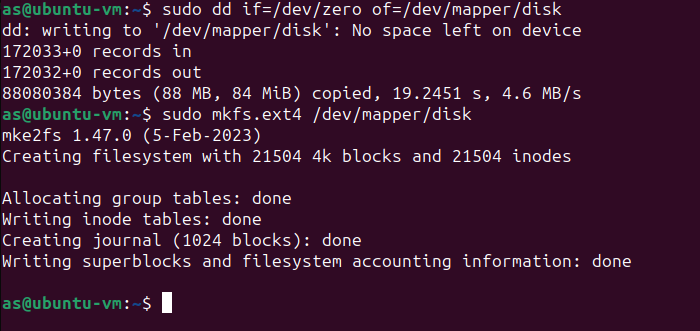 as@ubuntu-vm:~$ sudo dd if=/dev/zero of=/dev/mapper/disk
dd: writing to '/dev/mapper/disk': No space left on device
172033+0 records in
172032+0 records out
88080384 bytes (88 MB, 84 MiB) copied, 19.2451 s, 4.6 MB/s
as@ubuntu-vm:~$ sudo mkfs.ext4 /dev/mapper/disk
mke2fs 1.47.0 (5-Feb-2023)
Creating filesystem with 21504 4k blocks and 21504 inodes
Allocating group tables: done
Writing inode tables: done
Creating journal (1024 blocks): done
Writing superblocks and filesystem accounting information: done
as@ubuntu-vm:~$